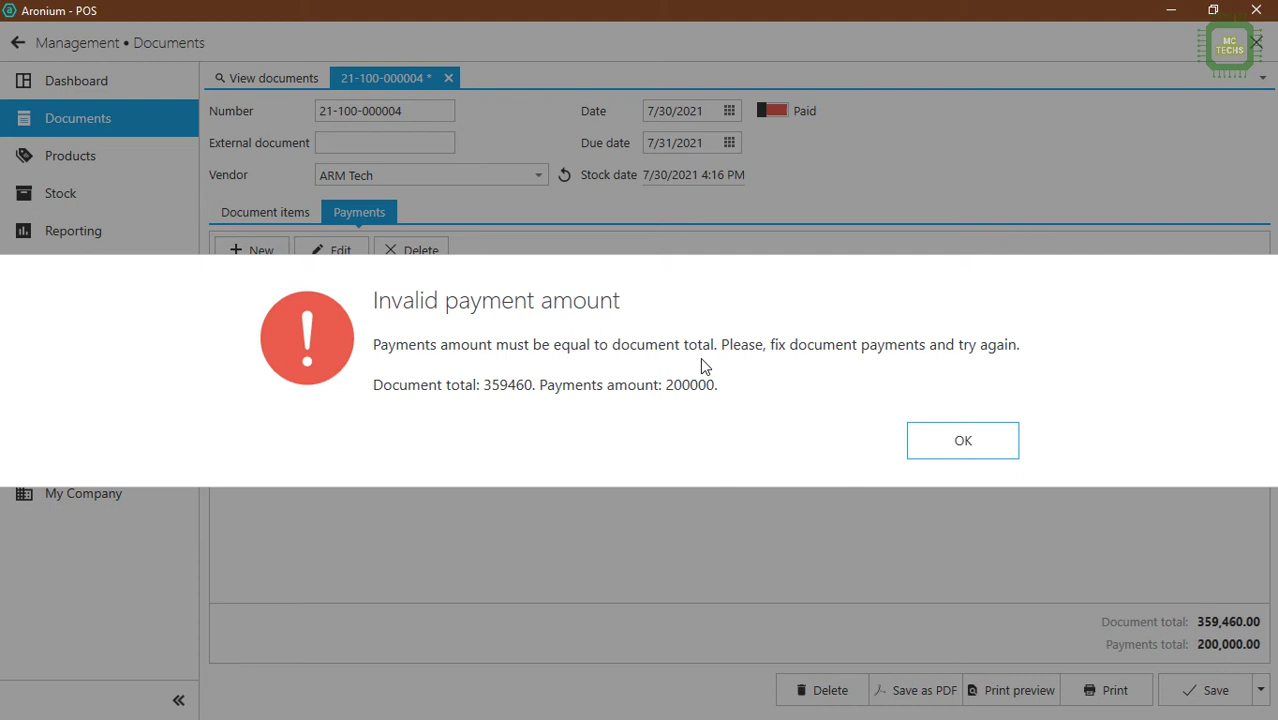 Aronium - POS
Management • Documents
MC
TECHS
Dashboard
Documents
Products
Stock
Reporting
My Company
View documents
21-100-000004 *
Number 21-100-000004
Date 7/30/2021 Paid
External document
Due date 7/31/2021
Vendor ARM Tech
Stock date 7/30/2021 4:16 PM
Document items Payments
New Edit Delete
Invalid payment amount
Payments amount must be equal to document total. Please, fix document payments and try again.
Document total: 359460. Payments amount: 200000.
OK
Document total: 359,460.00
Payments total: 200,000.00
Delete Save as PDF Print preview Print Save